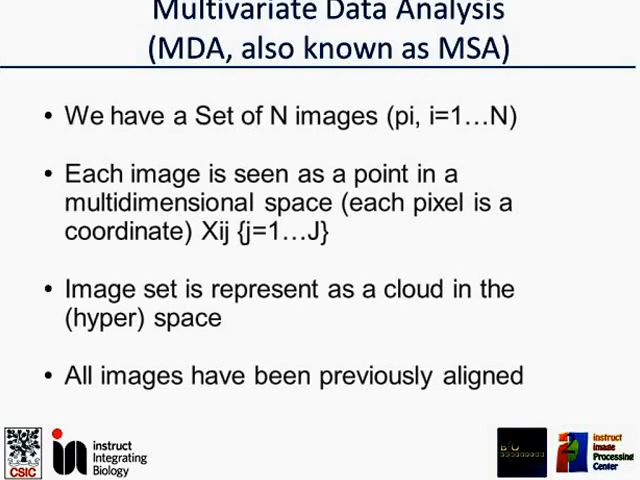 Multivariate Data Analysis
(MDA, also known as MSA)
• We have a Set of N images (pi, i=1…N)
• Each image is seen as a point in a
multidimensional space (each pixel is a
coordinate) Xij {j=1…J}
• Image set is represent as a cloud in the
(hyper) space
• All images have been previously aligned
CSIC
in
instruct
Integrating
Biology
instruct
Image
Processing
Center